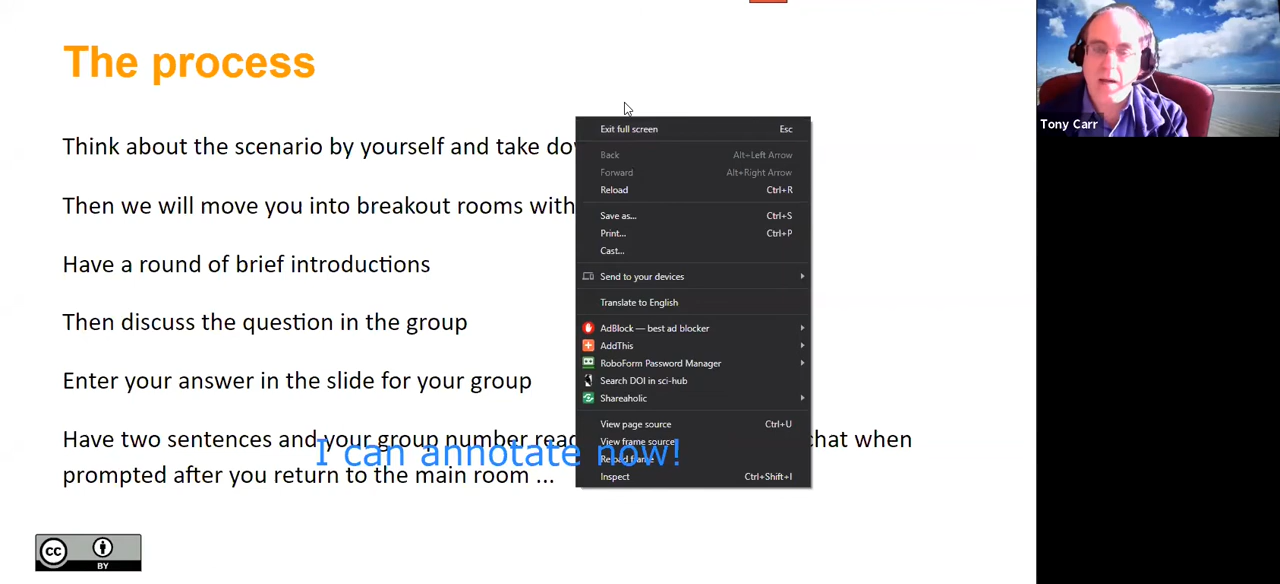 The process
Think about the scenario by yourself and take do
Then we will move you into breakout rooms with
Have a round of brief introductions
Then discuss the question in the group
Enter your answer in the slide for your group
Have two sentences and your group number rea chat when
prompted after you return to the main room ...
I can annotate now!
Exit full screen Esc
Back Alt+Left Arrow
Forward Alt+Right Arrow
Reload Ctrl+R
Save as... Ctrl+S
Print... Ctrl+P
Cast...
Send to your devices
Translate to English
AdBlock — best ad blocker
AddThis
RoboForm Password Manager
Search DOI in sci-hub
Shareaholic
View page source Ctrl+U
View frame source
Reload frame
Inspect Ctrl+Shift+I
cc
BY
Tony Carr